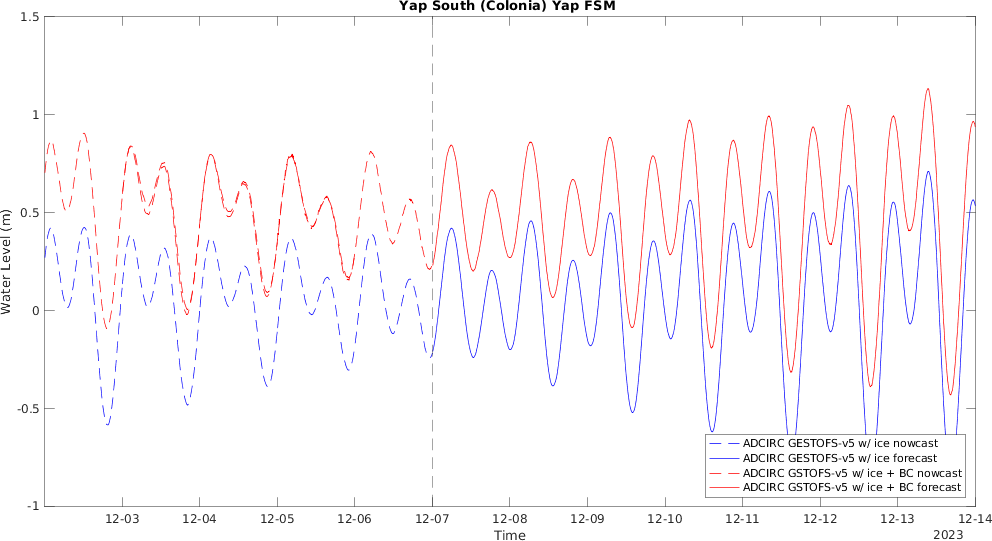 Yap South (Colonia) Yap FSM
1.5
1
0.5
0
-0.5
-1
Water Level (m)
ADCIRC GESTOFS-v5 w/ ice nowcast
ADCIRC GESTOFS-v5 w/ ice forecast
ADCIRC GSTOFS-v5 w/ ice + BC nowcast
ADCIRC GSTOFS-v5 w/ ice + BC forecast
12-03 12-04 12-05 12-06 12-07 12-08 12-09 12-10 12-11 12-12 12-13 12-14
Time
2023